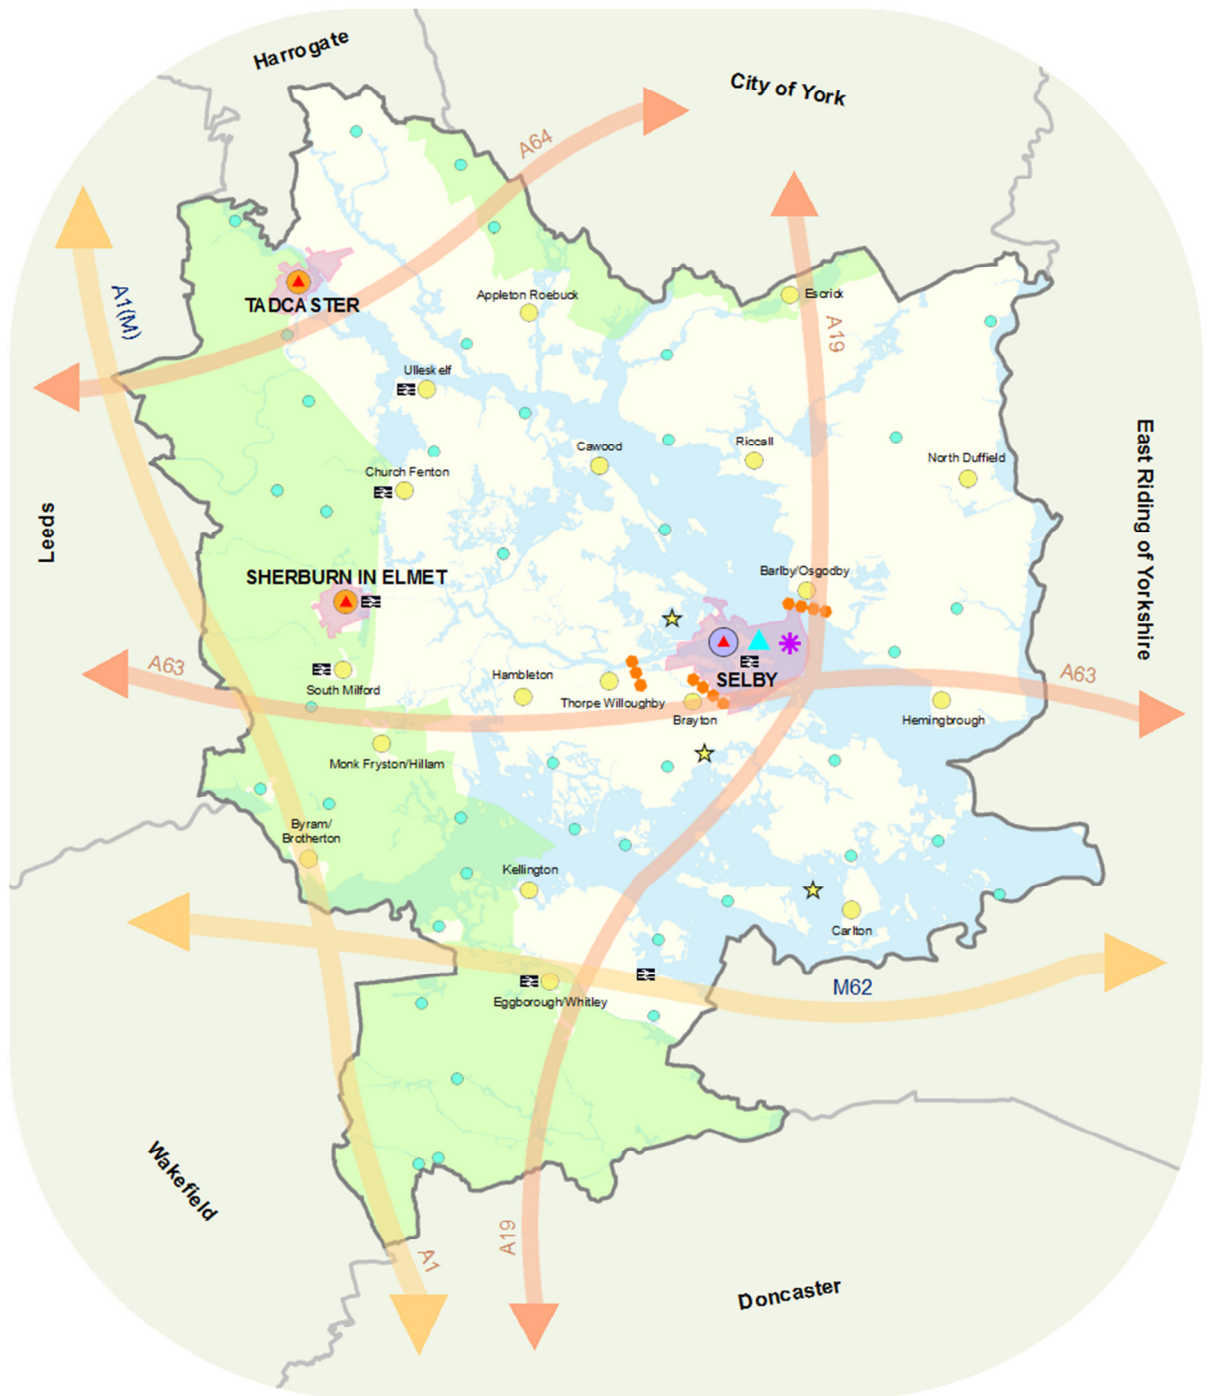 Harrogate
City of York
A64
A1(M)
TADCASTER
Appleton Roebuck
Escrick
A19
Ulleskelf
Cawood
Riccall
North Duffield
Church Fenton
Leeds
East Riding of Yorkshire
SHERBURN IN ELMET
Barlby/Osgodby
A63
South Milford
Hambleton
Thorpe Willoughby
SELBY
Brayton
A63
Hemingbrough
Monk Fryston/Hillam
Byram/
Brotherton
Kellington
Carlton
Eggborough/Whitley
M62
Wakefield
A19
A1
Doncaster